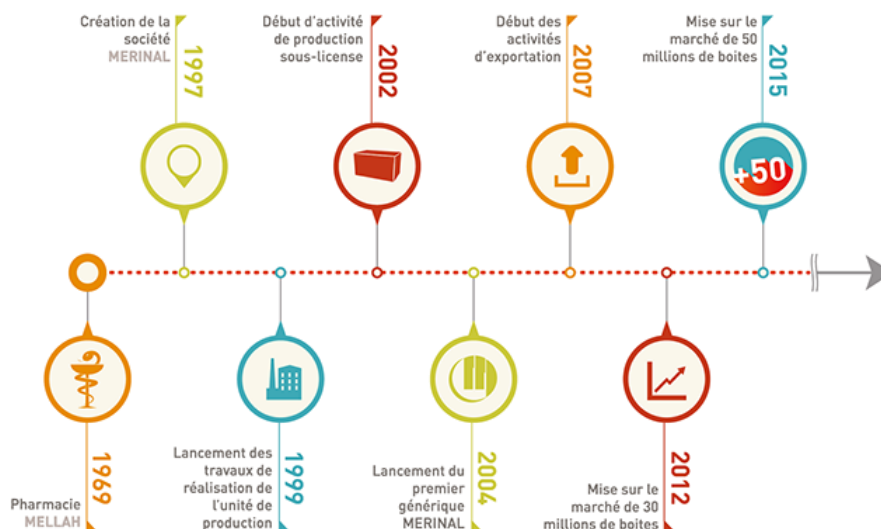 Création de la
société
MERINAL
1997
Début d'activité
de production
sous-license
2002
Début des
activités
d'exportation
2007
Mise sur le
marché de 50
millions de boites
2015
+50
Pharmacie
MELLAH
1969
Lancement des
travaux de
réalisation de
l'unité de
production
1999
Lancement du
premier
générique
MERINAL
2004
Mise sur le
marché de 30
millions de boites
2012